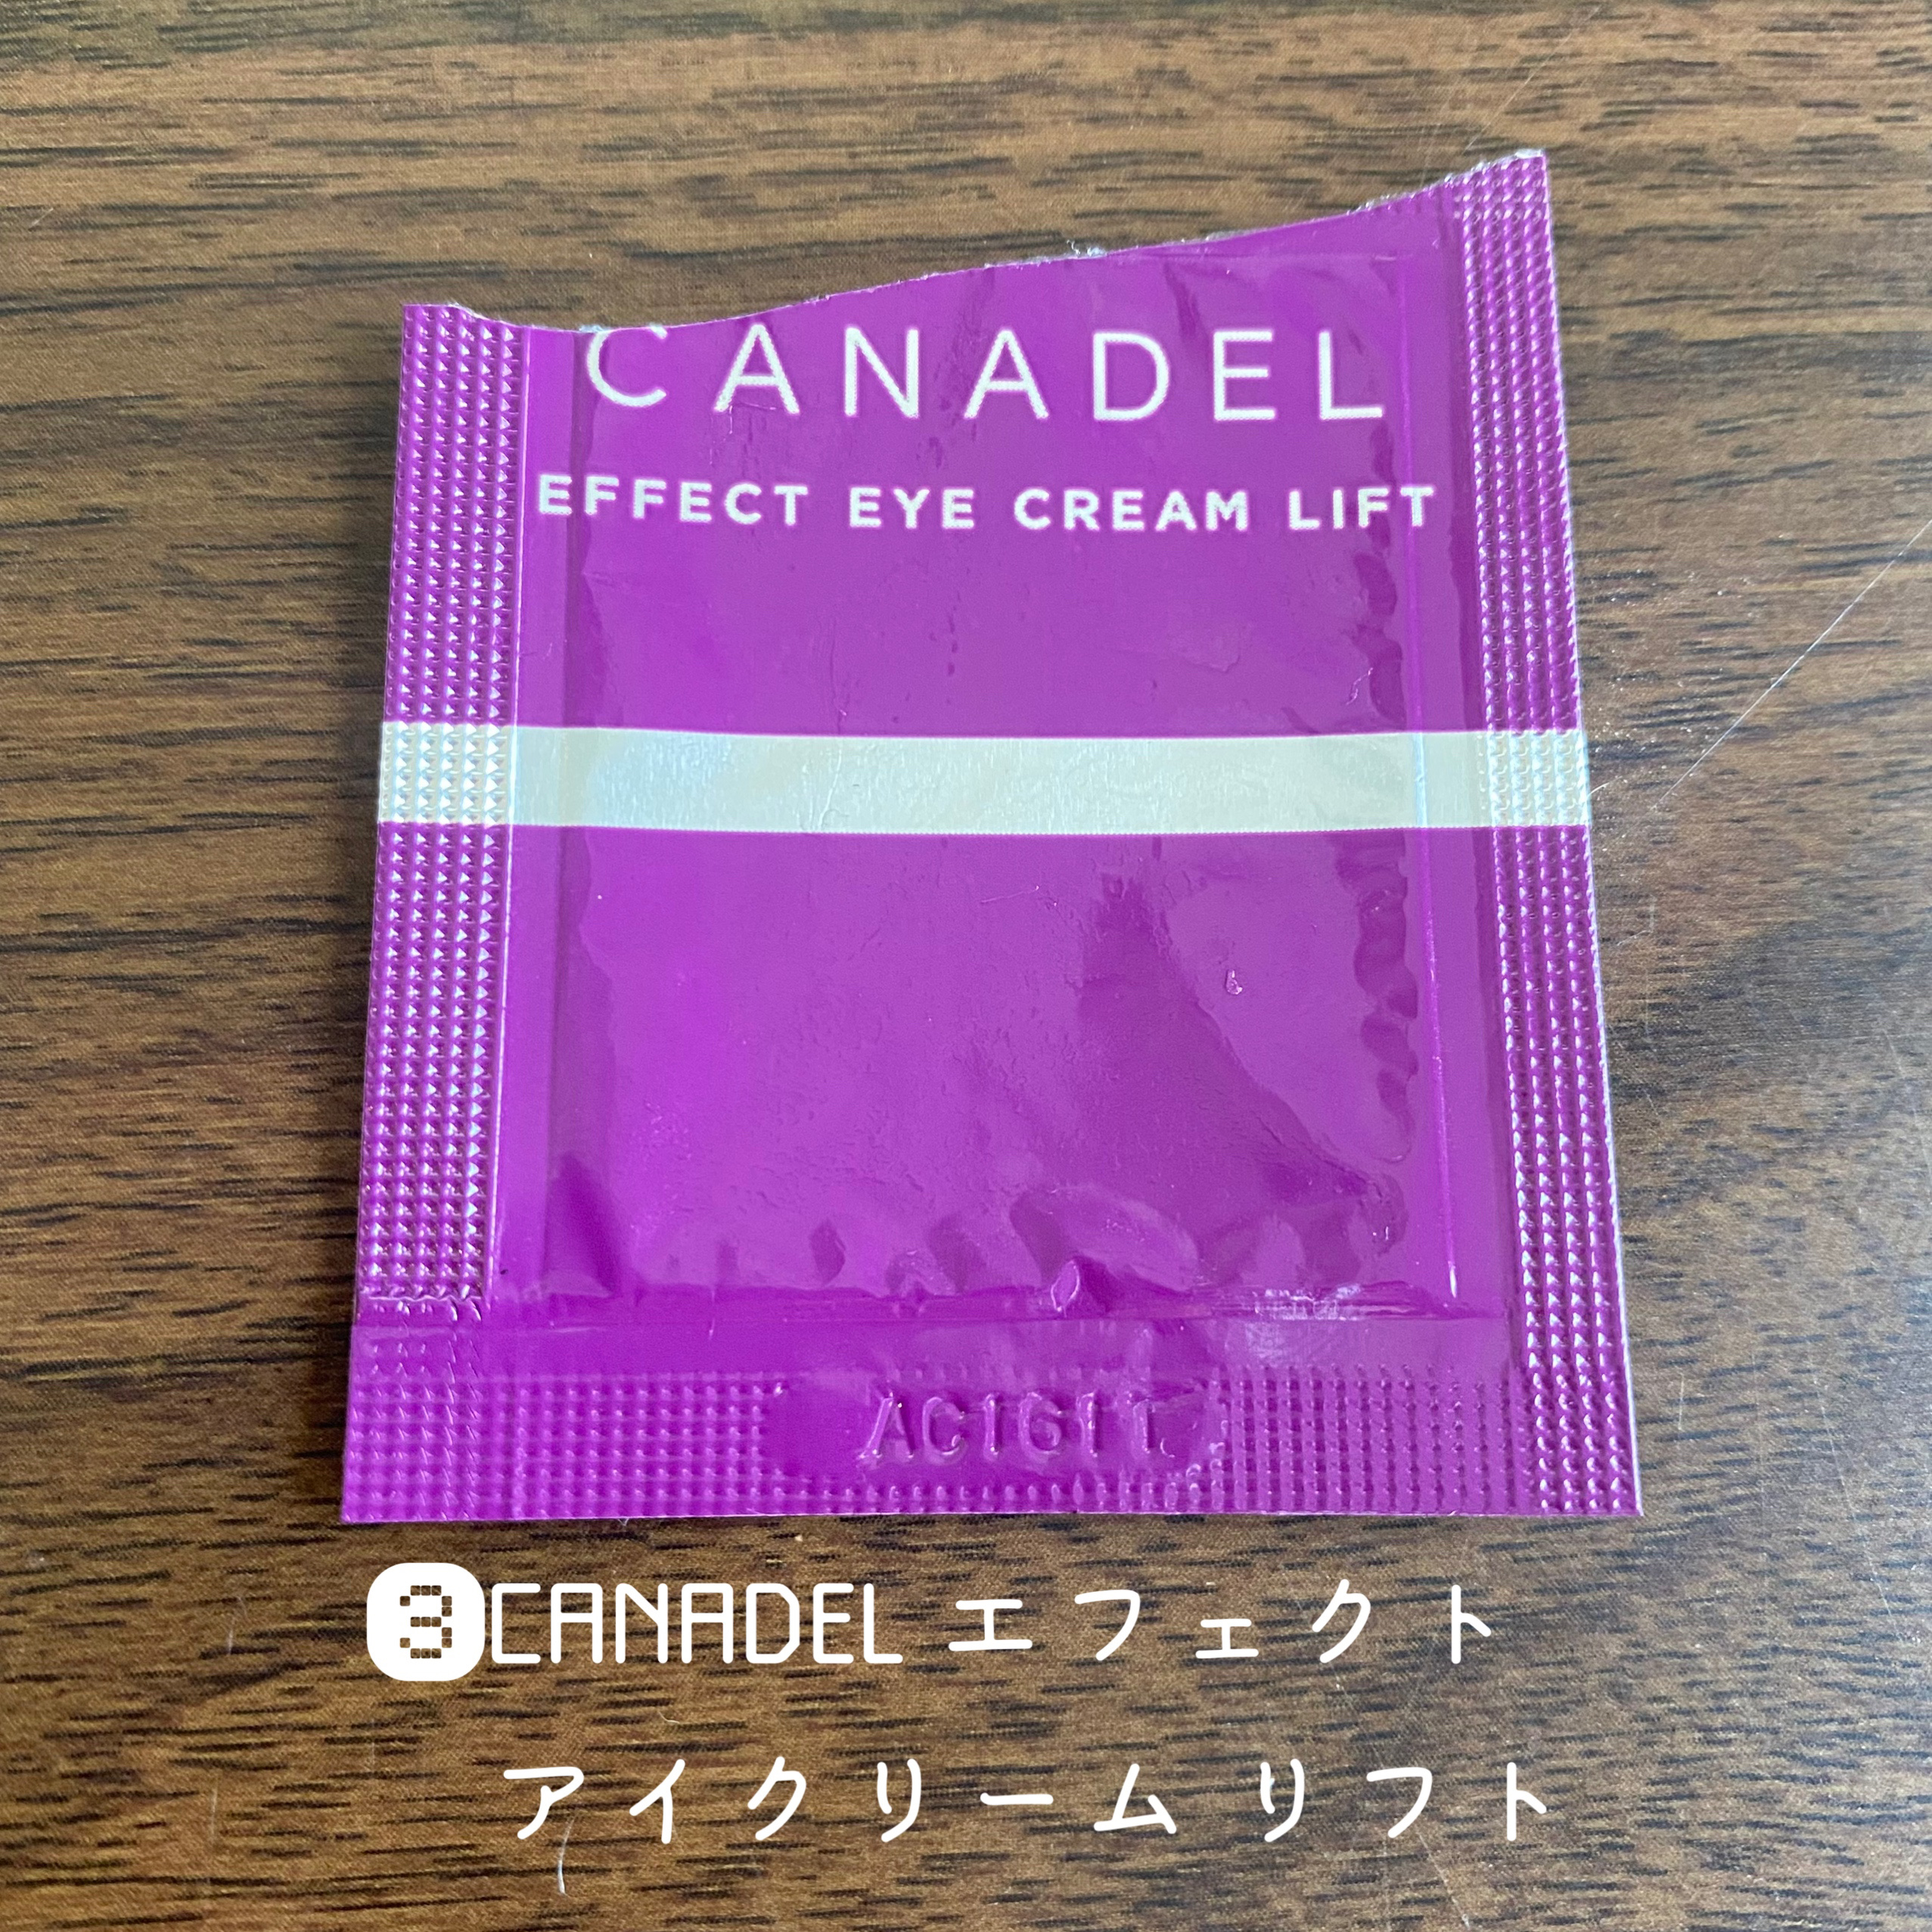 CANADEL
EFFECT EYE CREAM LIFT
AC1611
3CANADEL エフェクト
アイクリーム リフト